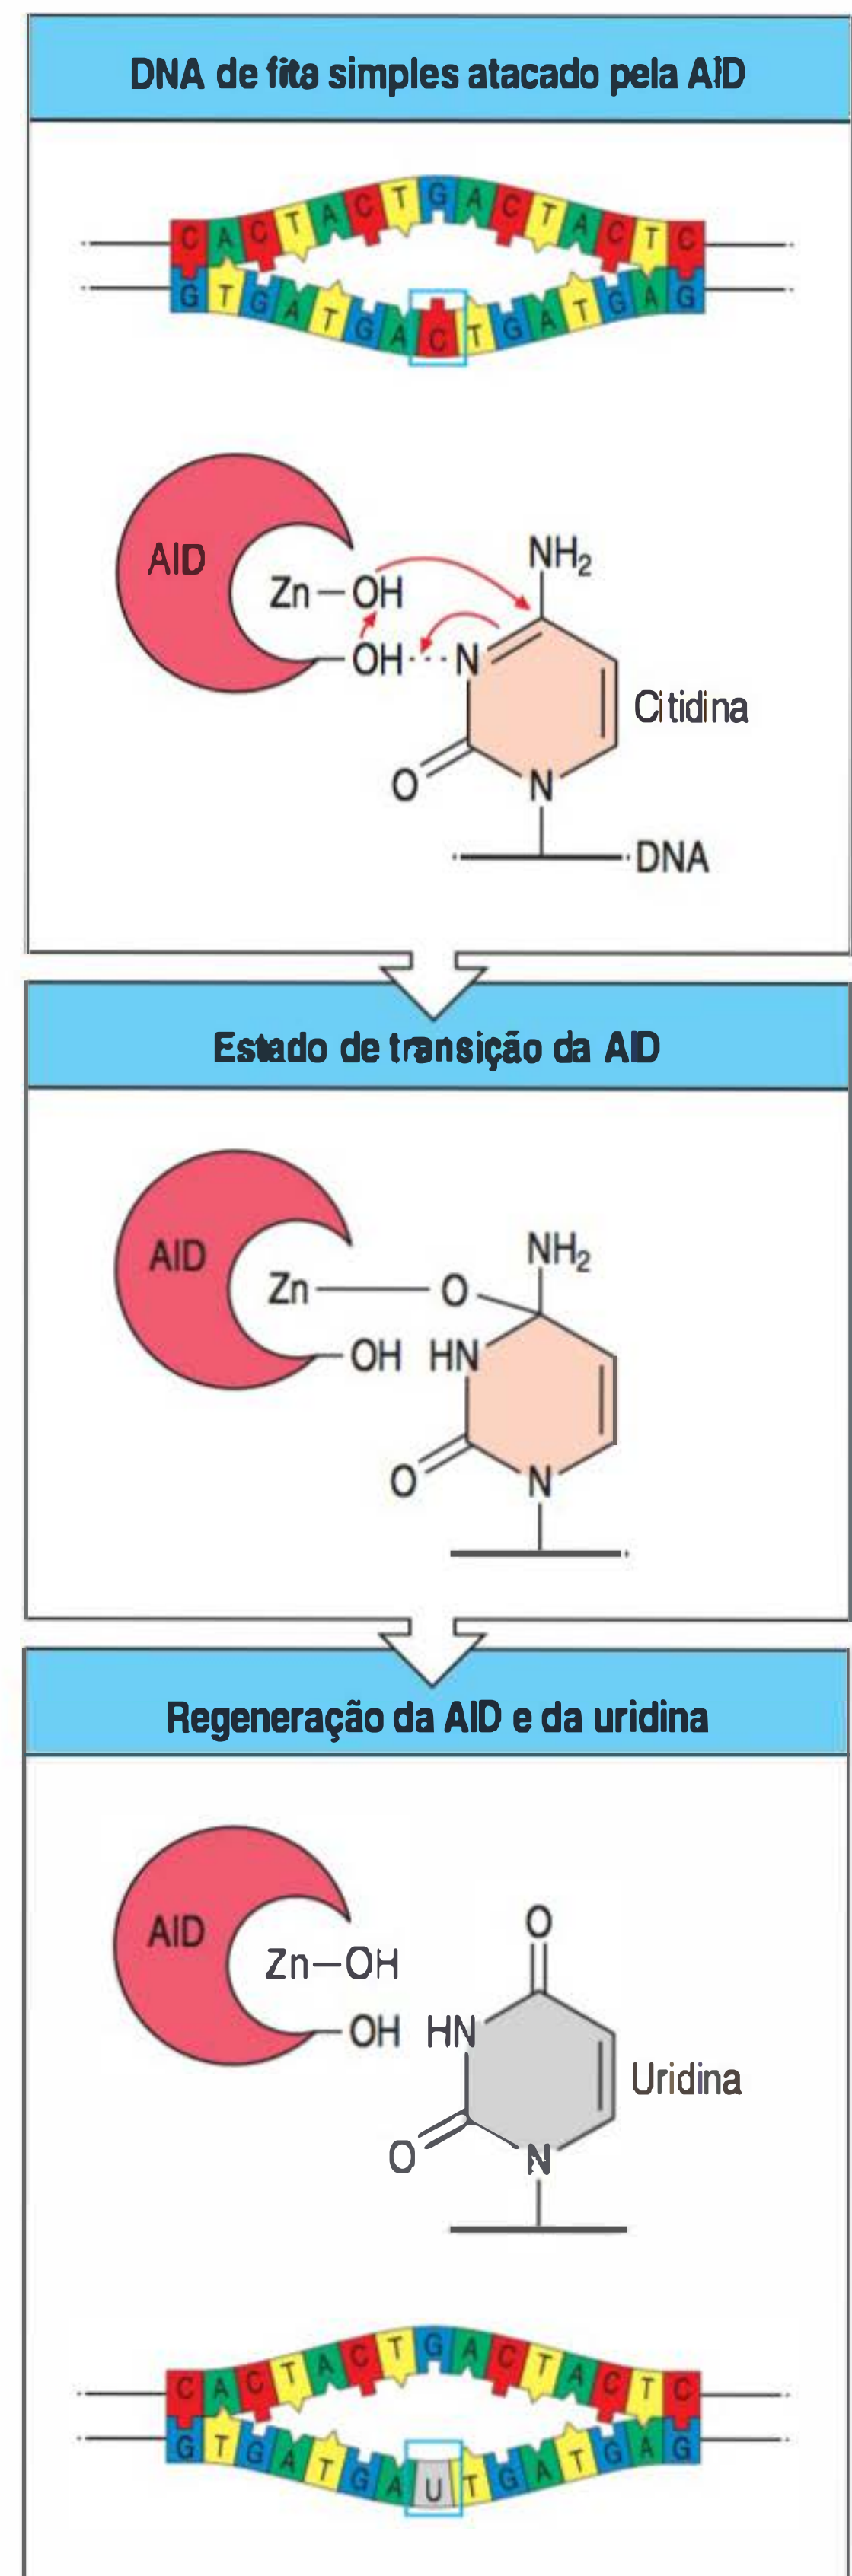 DNA de fita simples atacado pela AID
C A C T A C T G A C T A C T C
G T G A T G A C T G A T G A G
AID
Zn–OH
OH
NH2
N
O
N
Citidina
DNA
Estado de transição da AID
AID
Zn
O
NH2
OH
HN
O
N
Regeneração da AID e da uridina
AID
Zn–OH
OH
O
HN
Uridina
O
N
C A C T A C T G A C T A C T C
G T G A T G A U T G A T G A G